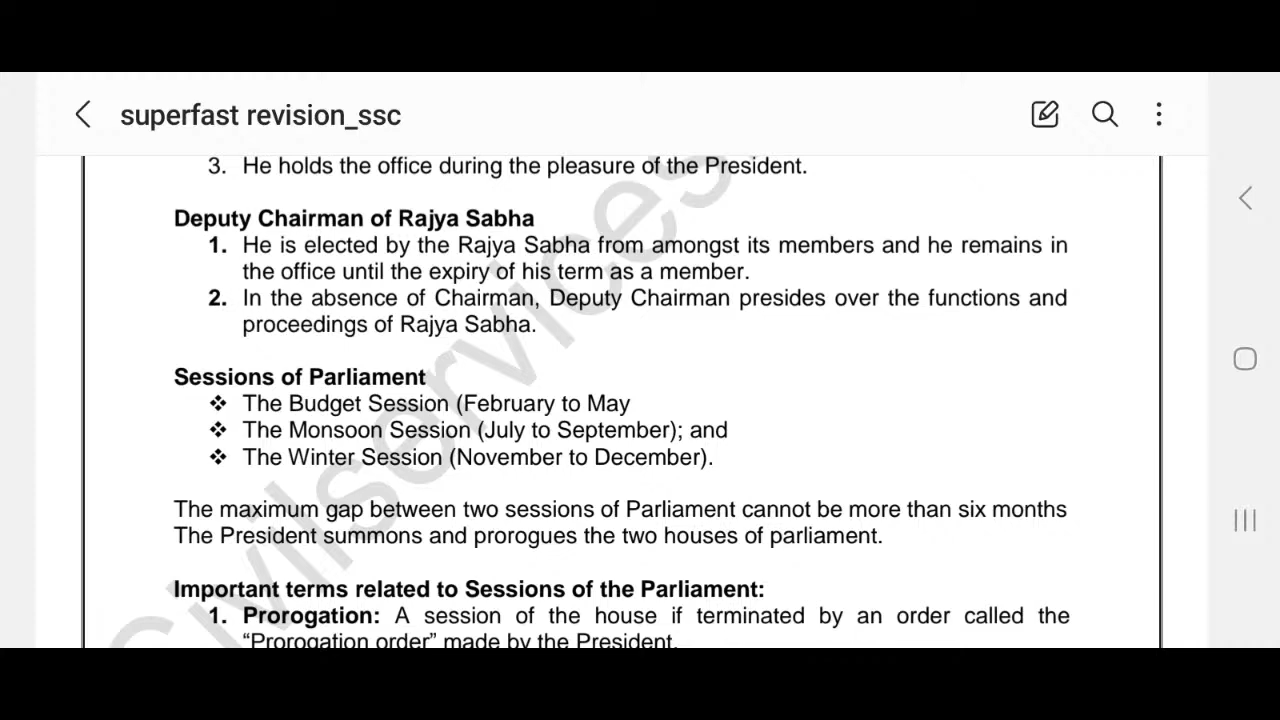 superfast revision_ssc
3. He holds the office during the pleasure of the President.
Deputy Chairman of Rajya Sabha
1. He is elected by the Rajya Sabha from amongst its members and he remains in
the office until the expiry of his term as a member.
2. In the absence of Chairman, Deputy Chairman presides over the functions and
proceedings of Rajya Sabha.
Sessions of Parliament
❖ The Budget Session (February to May
❖ The Monsoon Session (July to September); and
❖ The Winter Session (November to December).
The maximum gap between two sessions of Parliament cannot be more than six months
The President summons and prorogues the two houses of parliament.
Important terms related to Sessions of the Parliament:
1. Prorogation: A session of the house if terminated by an order called the
“Prorogation order” made by the President.
Civilservices